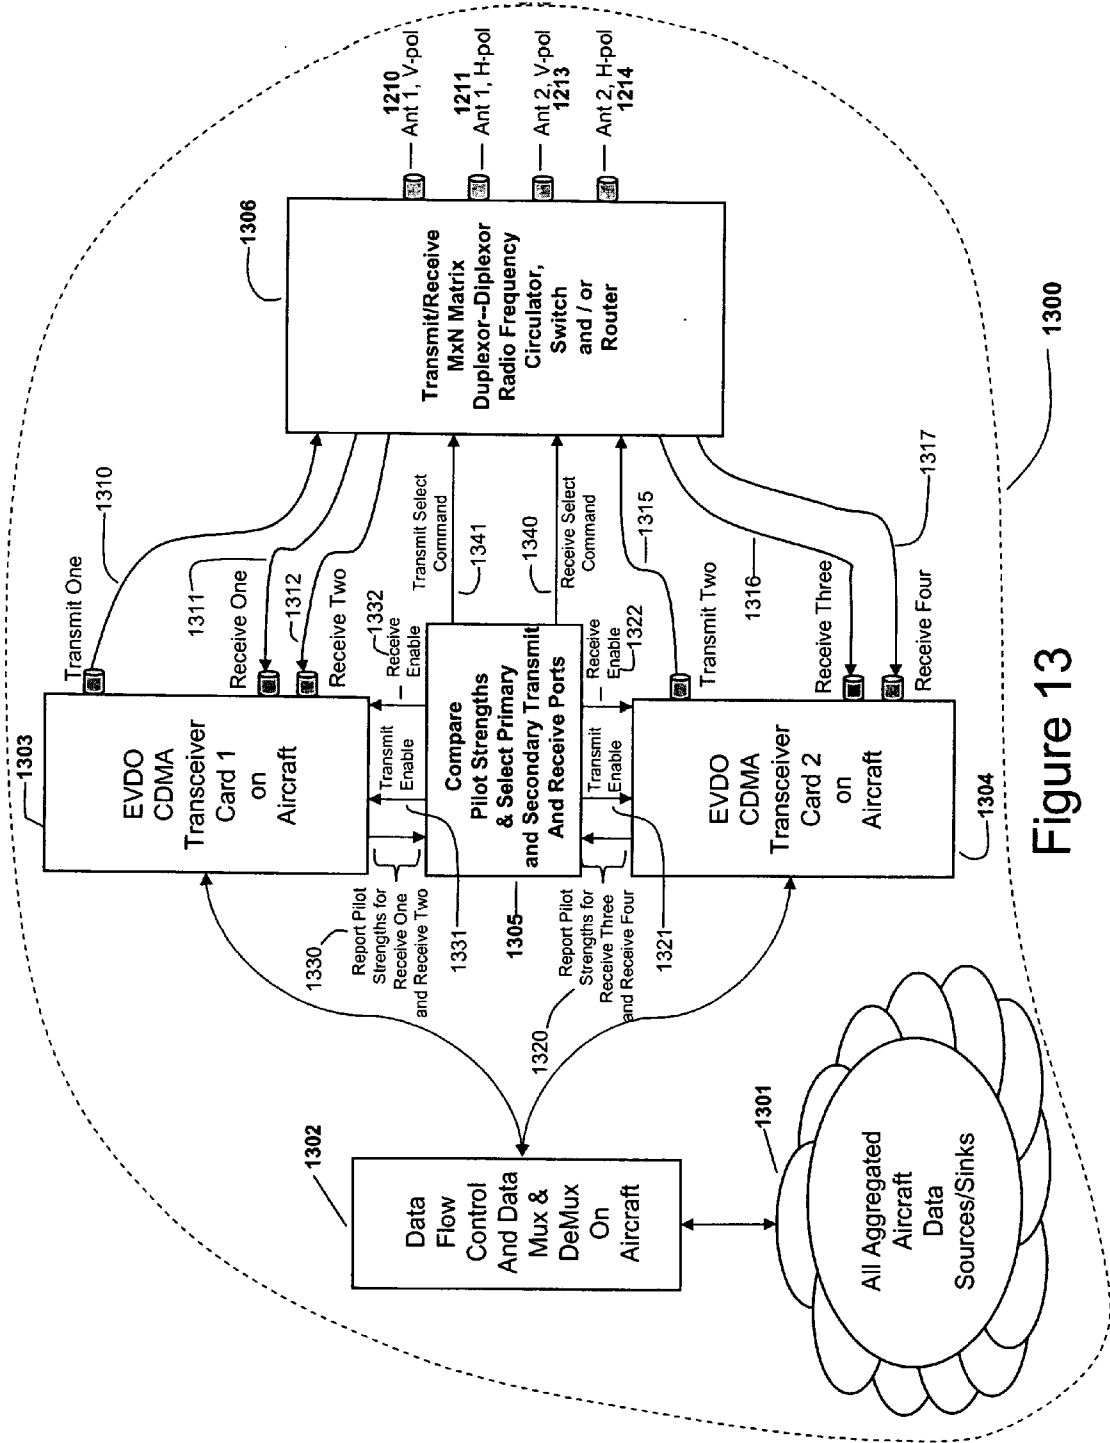 1303
EVDO
CDMA
Transceiver
Card 1
on
Aircraft
Transmit One
1310
1311
Receive One
1312
Receive Two
1306
Transmit/Receive
MxN Matrix
Duplexor--Diplexor
Radio Frequency
Circulator,
Switch
and / or
Router
1210
Ant 1, V-pol
1211
Ant 1, H-pol
Ant 2, V-pol
1213
Ant 2, H-pol
1214
1302
Data
Flow
Control
And Data
Mux &
DeMux
On
Aircraft
1330
Report Pilot
Strengths for
Receive One
and Receive Two
1331
Transmit
Enable
1332
Receive
Enable
Compare
Pilot Strengths
& Select Primary
and Secondary Transmit
And Receive Ports
1305
Transmit Select
Command
1341
1340
Receive Select
Command
1320
Report Pilot
Strengths for
Receive Three
and Receive Four
1321
Transmit
Enable
Receive
Enable
1322
1315
Transmit Two
1316
Receive Three
Receive Four
1317
EVDO
CDMA
Transceiver
Card 2
on
Aircraft
1304
1301
All Aggregated
Aircraft
Data
Sources/Sinks
1300
Figure 13